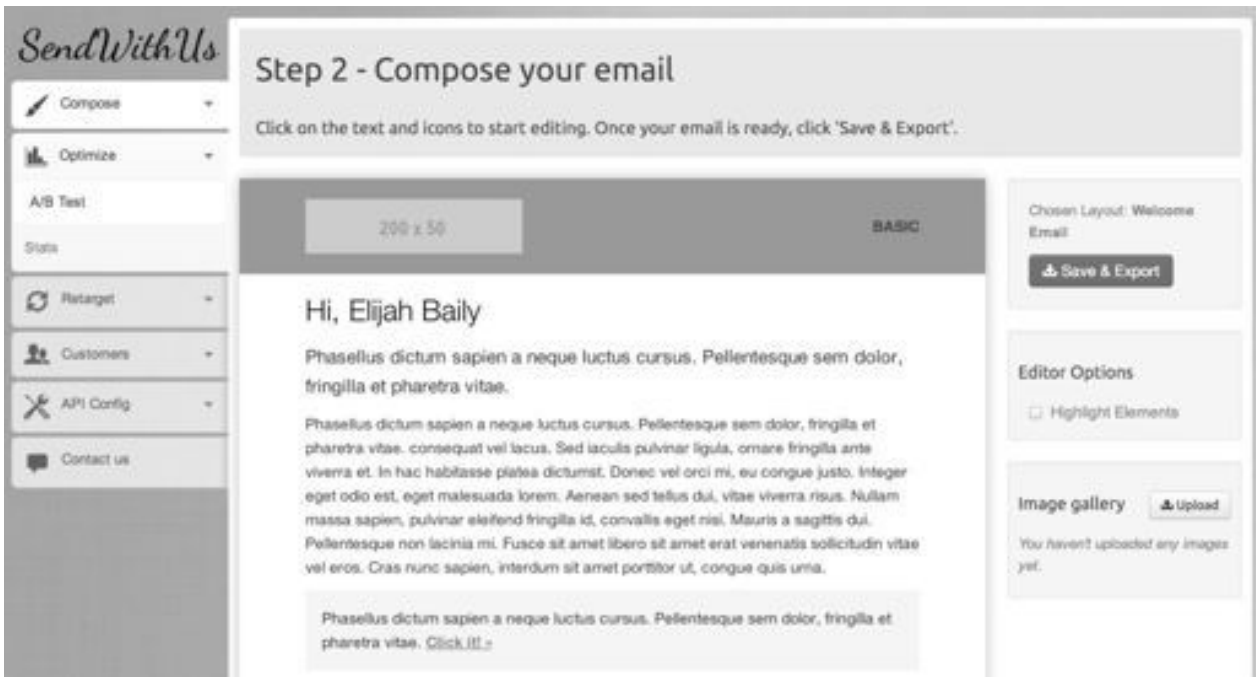 SendWithUs
Compose
Optimize
A/B Test
Stats
Retarget
Customers
API Config
Contact us
Step 2 - Compose your email
Click on the text and icons to start editing. Once your email is ready, click 'Save & Export'.
200 x 50
BASIC
Hi, Elijah Baily
Phasellus dictum sapien a neque luctus cursus. Pellentesque sem dolor,
fringilla et pharetra vitae.
Phasellus dictum sapien a neque luctus cursus. Pellentesque sem dolor, fringilla et
pharetra vitae. consequat vel lacus. Sed iaculis pulvinar ligula, ornare fringilla ante
viverra et. In hac habitasse platea dictumst. Donec vel orci mi, eu congue justo. Integer
eget odio est, eget malesuada lorem. Aenean sed tellus dui, vitae viverra risus. Nullam
massa sapien, pulvinar eleifend fringilla id, convallis eget nisi. Mauris a sagittis dui.
Pellentesque non lacinia mi. Fusce sit amet libero sit amet erat venenatis sollicitudin vitae
vel eros. Cras nunc sapien, interdum sit amet porttitor ut, congue quis urna.
Phasellus dictum sapien a neque luctus cursus. Pellentesque sem dolor, fringilla et
pharetra vitae. Click it! »
Chosen Layout: Welcome
Email
Save & Export
Editor Options
Highlight Elements
Image gallery
Upload
You haven't uploaded any images
yet.